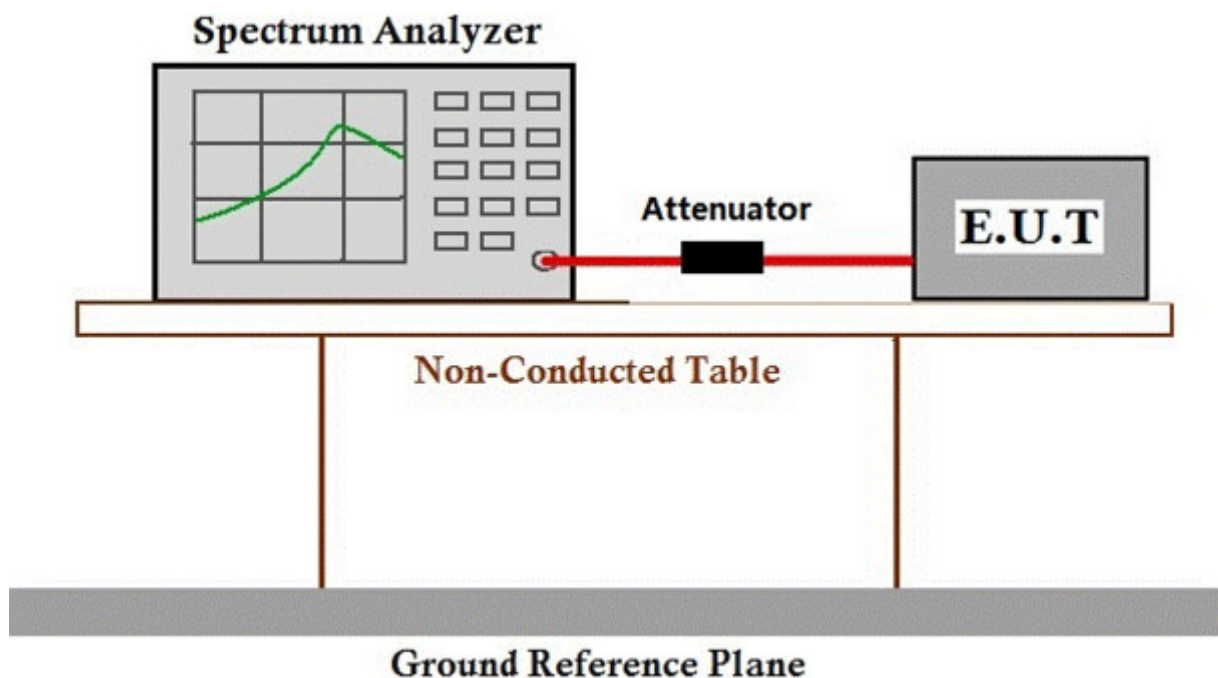 Spectrum Analyzer
Attenuator
E.U.T
Non-Conducted Table
Ground Reference Plane